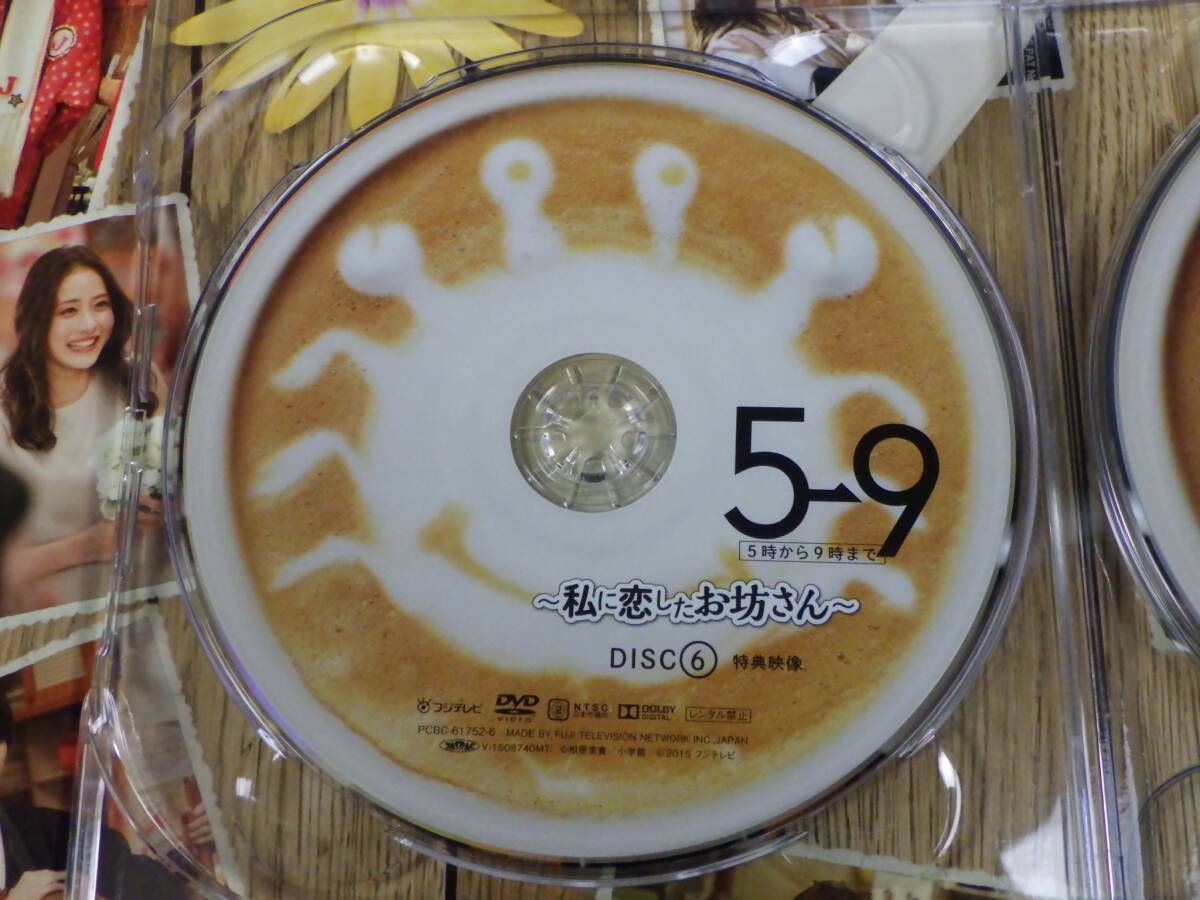 5→9
5時から9時まで
～私に恋したお坊さん～
DISC⑥ 特典映像
フジテレビ DVD VIDEO 2 NTSC 日本市場向 DOLBY DIGITAL レンタル禁止
PCBC-61752-6 MADE BY FUJI TELEVISION NETWORK INC.,JAPAN
V-1508740MT ©相原実貴／小学館 ©2015 フジテレビ